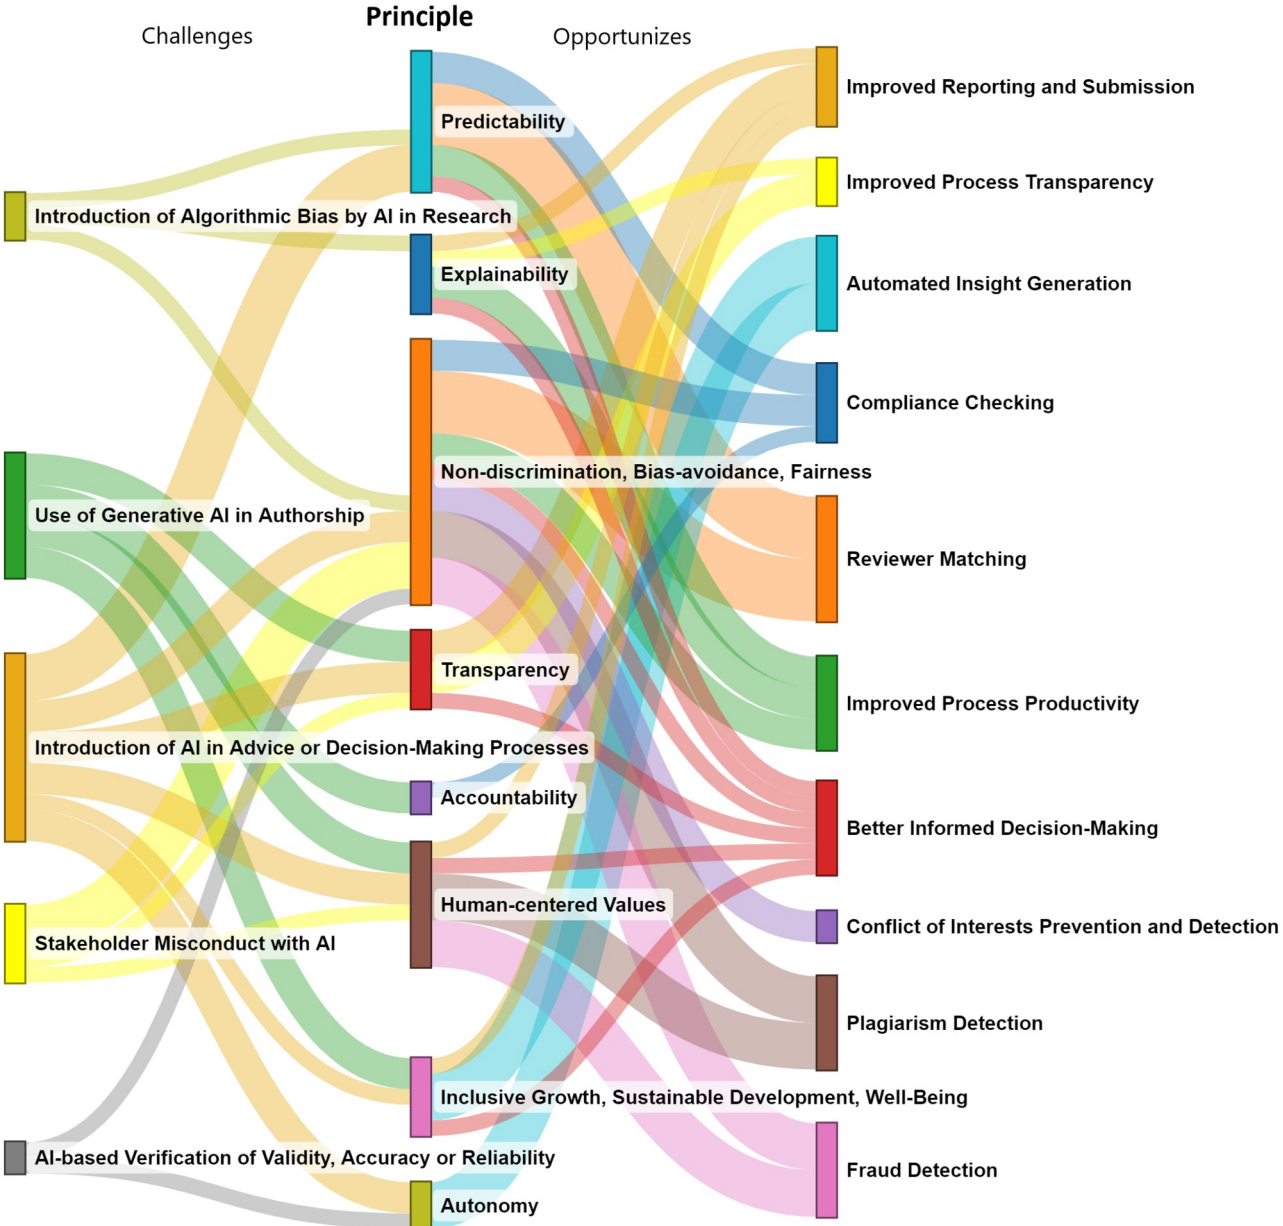 Challenges
Principle
Opportunizes
Introduction of Algorithmic Bias by AI in Research
Use of Generative AI in Authorship
Introduction of AI in Advice or Decision-Making Processes
Stakeholder Misconduct with AI
AI-based Verification of Validity, Accuracy or Reliability
Predictability
Explainability
Non-discrimination, Bias-avoidance, Fairness
Transparency
Accountability
Human-centered Values
Inclusive Growth, Sustainable Development, Well-Being
Autonomy
Improved Reporting and Submission
Improved Process Transparency
Automated Insight Generation
Compliance Checking
Reviewer Matching
Improved Process Productivity
Better Informed Decision-Making
Conflict of Interests Prevention and Detection
Plagiarism Detection
Fraud Detection